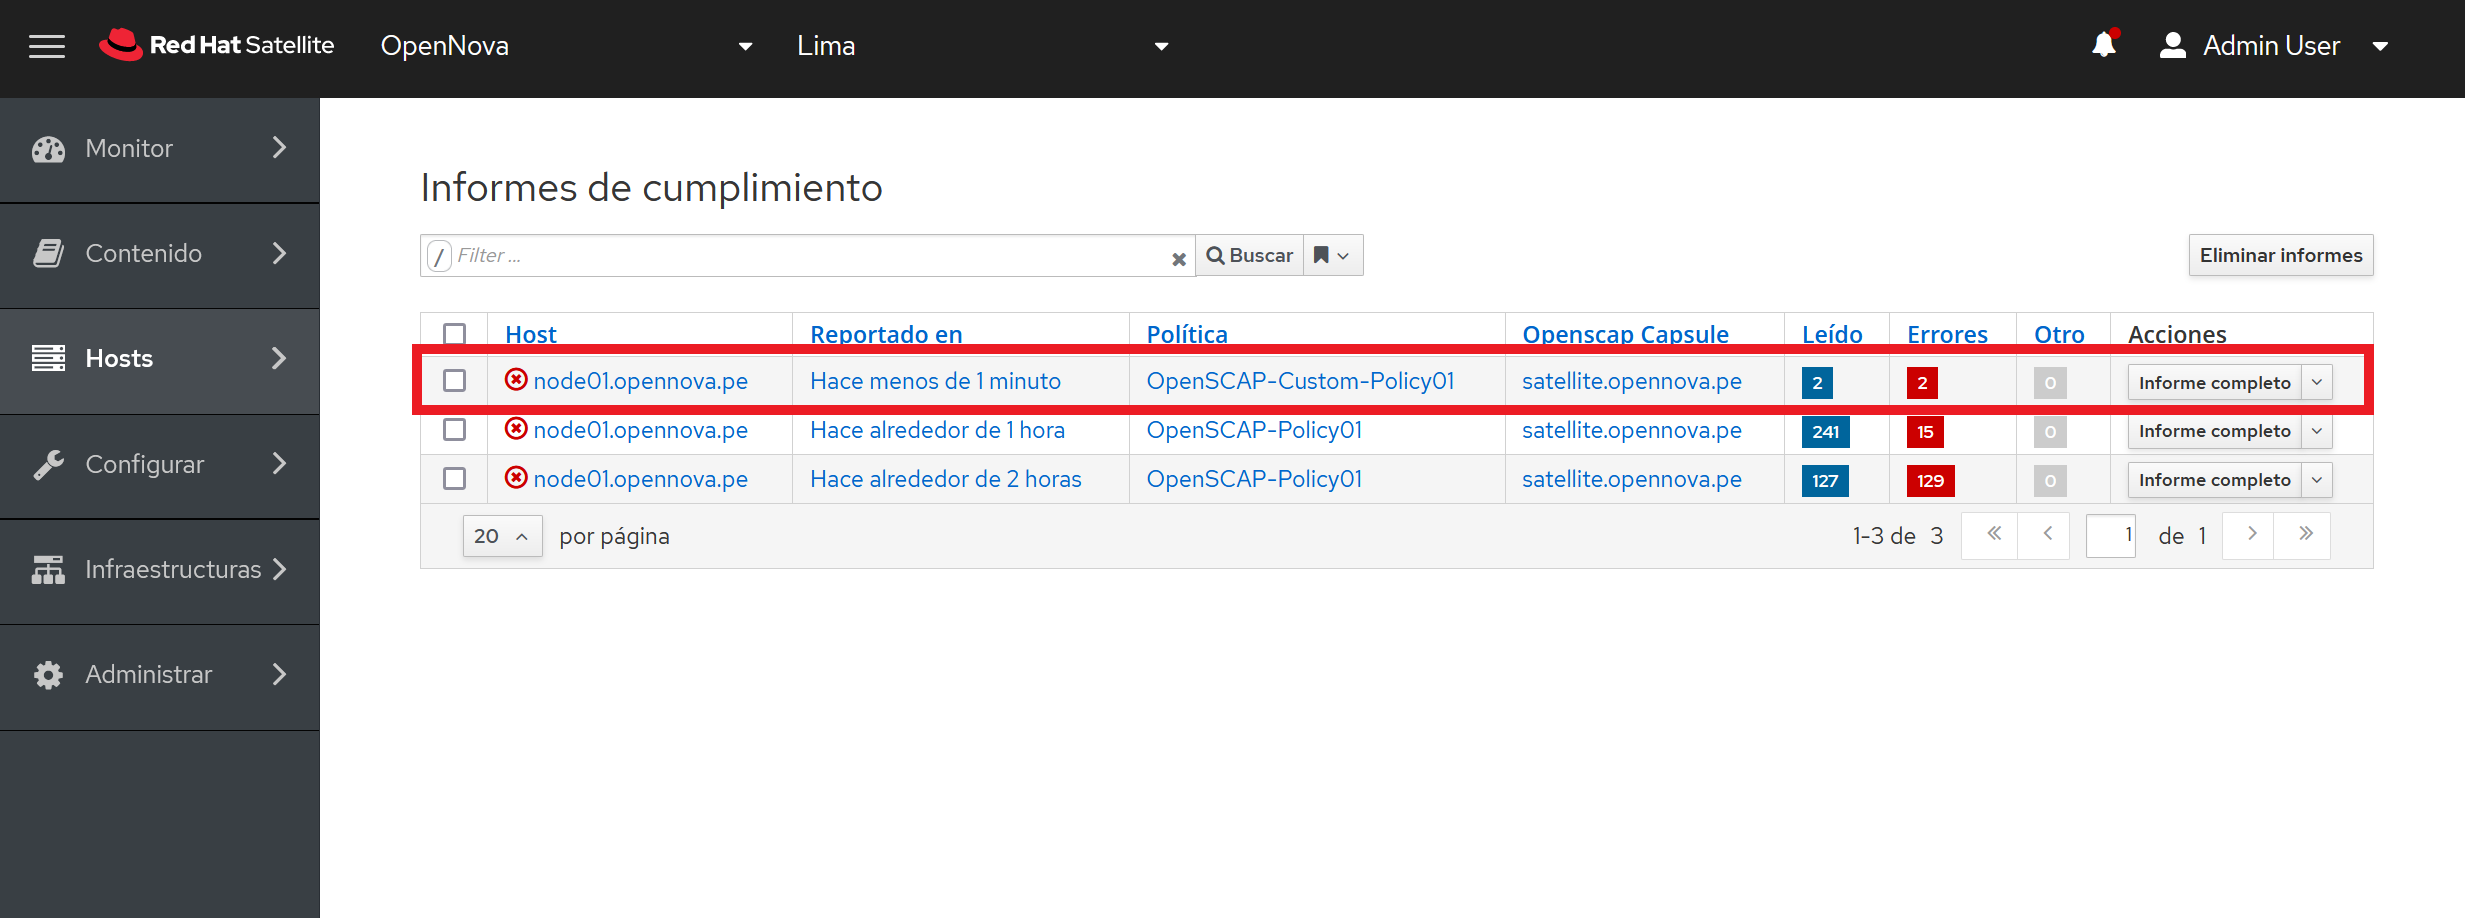 Red Hat Satellite OpenNova Lima Admin User
Monitor
Contenido
Hosts
Configurar
Infraestructuras
Administrar
Informes de cumplimiento
/ Filter ... Buscar Eliminar informes
Host Reportado en Política Openscap Capsule Leído Errores Otro Acciones
node01.opennova.pe Hace menos de 1 minuto OpenSCAP-Custom-Policy01 satellite.opennova.pe 2 2 0 Informe completo
node01.opennova.pe Hace alrededor de 1 hora OpenSCAP-Policy01 satellite.opennova.pe 241 15 0 Informe completo
node01.opennova.pe Hace alrededor de 2 horas OpenSCAP-Policy01 satellite.opennova.pe 127 129 0 Informe completo
20 por página 1-3 de 3 « ‹ 1 de 1 › »